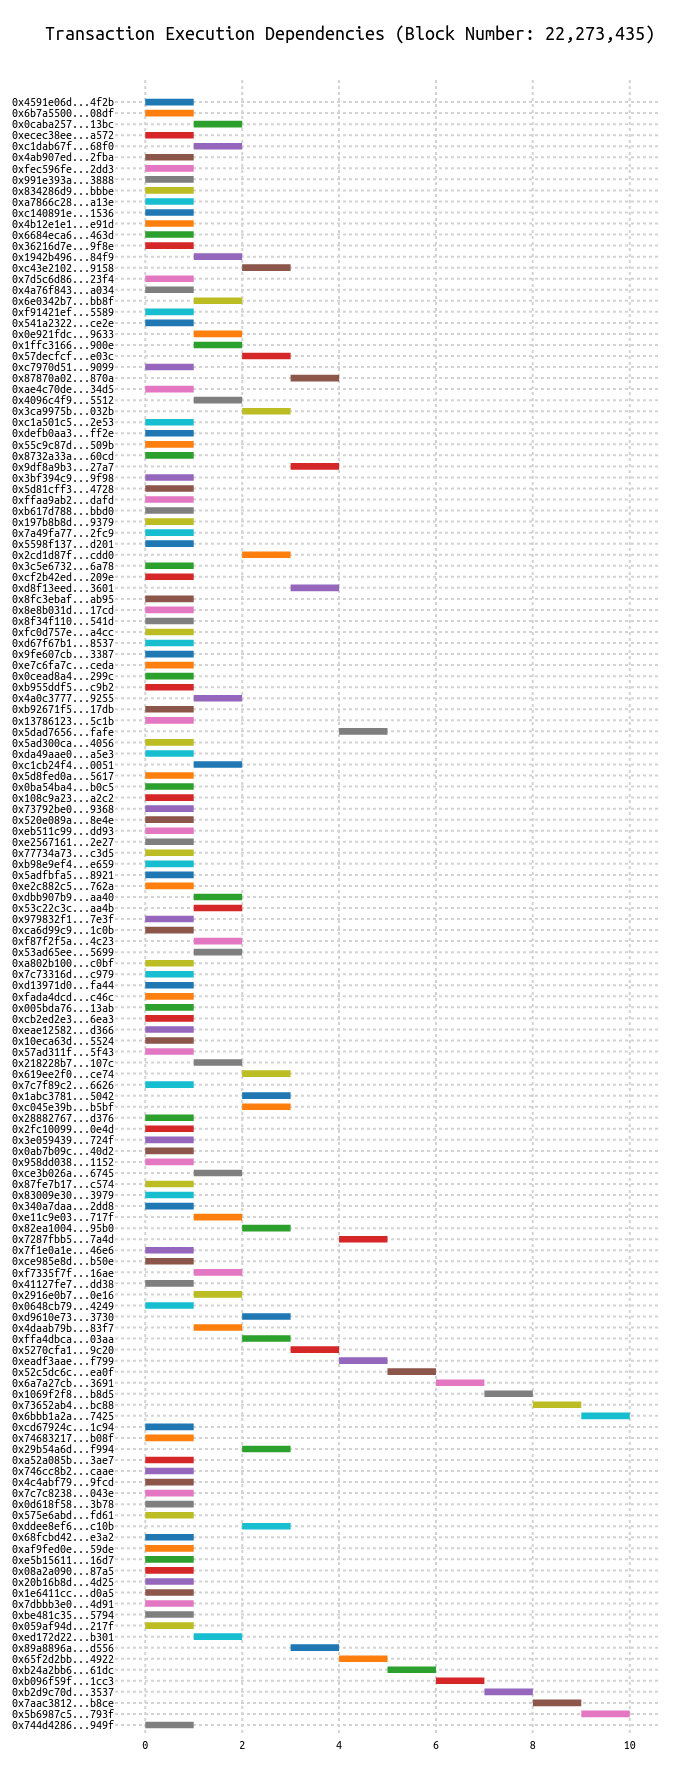 Transaction Execution Dependencies (Block Number: 22,273,435)
0x4591e06d...4f2b
0x6b7a5500...08df
0x0caba257...13bc
0xecec38ee...a572
0xc1dab67f...68f0
0x4ab907ed...2fba
0xfec596fe...2dd3
0x991e393a...3888
0x834286d9...bbbe
0xa7866c28...a13e
0xc140891e...1536
0x4b12e1e1...e91d
0x6684eca6...463d
0x36216d7e...9f8e
0x1942b496...84f9
0xc43e2102...9158
0x7d5c6d86...23f4
0x4a76f843...a034
0x6e0342b7...bb8f
0xf91421ef...5589
0x541a2322...ce2e
0x0e921fdc...9633
0x1ffc3166...900e
0x57decfcf...e03c
0xc7970d51...9099
0x87870a02...870a
0xae4c70de...34d5
0x4096c4f9...5512
0x3ca9975b...032b
0xc1a501c5...2e53
0xdefb0aa3...ff2e
0x55c9c87d...509b
0x8732a33a...60cd
0x9df8a9b3...27a7
0x3bf394c9...9f98
0x5d81cff3...4728
0xffaa9ab2...dafd
0xb617d788...bbd0
0x197b8b8d...9379
0x7a49fa77...2fc9
0x5598f137...d201
0x2cd1d87f...cdd0
0x3c5e6732...6a78
0xcf2b42ed...209e
0xd8f13eed...3601
0x8fc3ebaf...ab95
0x8e8b031d...17cd
0x8f34f110...541d
0xfc0d757e...a4cc
0xd67f67b1...8537
0x9fe607cb...3387
0xe7c6fa7c...ceda
0x0cead8a4...299c
0xb955ddf5...c9b2
0x4a0c3777...9255
0xb92671f5...17db
0x13786123...5c1b
0x5dad7656...fafe
0x5ad300ca...4056
0xda49aae0...a5e3
0xc1cb24f4...0051
0x5d8fed0a...5617
0x0ba54ba4...b0c5
0x108c9a23...a2c2
0x73792be0...9368
0x520e089a...8e4e
0xeb511c99...dd93
0xe2567161...2e27
0x77734a73...c3d5
0xb98e9ef4...e659
0x5adfbfa5...8921
0xe2c882c5...762a
0xdbb907b9...aa40
0x53c22c3c...aa4b
0x979832f1...7e3f
0xca6d99c9...1c0b
0xf87f2f5a...4c23
0x53ad65ee...5699
0xa802b100...c0bf
0x7c73316d...c979
0xd13971d0...fa44
0xfada4dcd...c46c
0x005bda76...13ab
0xcb2ed2e3...6ea3
0xeae12582...d366
0x10eca63d...5524
0x57ad311f...5f43
0x218228b7...107c
0x619ee2f0...ce74
0x7c7f89c2...6626
0x1abc3781...5042
0xc045e39b...b5bf
0x28882767...d376
0x2fc10099...0e4d
0x3e059439...724f
0x0ab7b09c...40d2
0x958dd038...1152
0xce3b026a...6745
0x87fe7b17...c574
0x83009e30...3979
0x340a7daa...2dd8
0xe11c9e03...717f
0x82ea1004...95b0
0x7287fbb5...7a4d
0x7f1e0a1e...46e6
0xce985e8d...b50e
0xf7335f7f...16ae
0x41127fe7...dd38
0x2916e0b7...0e16
0x0648cb79...4249
0xd9610e73...3730
0x4daab79b...83f7
0xffa4dbca...03aa
0x5270cfa1...9c20
0xeadf3aae...f799
0x52c5dc6c...ea0f
0x6a7a27cb...3691
0x1069f2f8...b8d5
0x73652ab4...bc88
0x6bbb1a2a...7425
0xcd67924c...1c94
0x74683217...b08f
0x29b54a6d...f994
0xa52a085b...3ae7
0x746cc8b2...caae
0x4c4abf79...9fcd
0x7c7c8238...043e
0x0d618f58...3b78
0x575e6abd...fd61
0xddee8ef6...c10b
0x68fcbd42...e3a2
0xaf9fed0e...59de
0xe5b15611...16d7
0x08a2a090...87a5
0x20b16b8d...4d25
0x1e6411cc...d0a5
0x7dbbb3e0...4d91
0xbe481c35...5794
0x059af94d...217f
0xed172d22...b301
0x89a8896a...d556
0x65f2d2bb...4922
0xb24a2bb6...61dc
0xb096f59f...1cc3
0xb2d9c70d...3537
0x7aac3812...b8ce
0x5b6987c5...793f
0x744d4286...949f
0 2 4 6 8 10